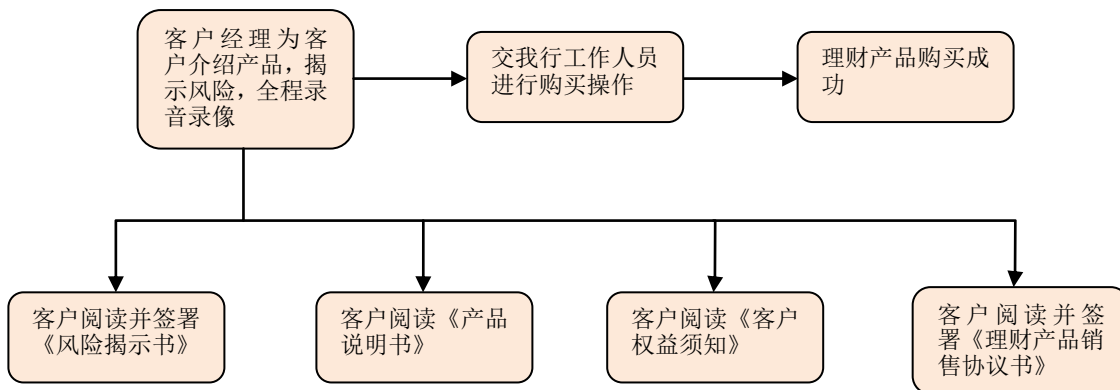 客户经理为客
户介绍产品，揭
示风险，全程录
音录像
交我行工作人员
进行购买操作
理财产品购买成
功
客户阅读并签署
《风险揭示书》
客户阅读《产品
说明书》
客户阅读《客户
权益须知》
客户阅读并签
署《理财产品销
售协议书》